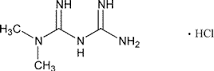 NH NH
H₃C
N N NH₂ · HCl
CH₃ H